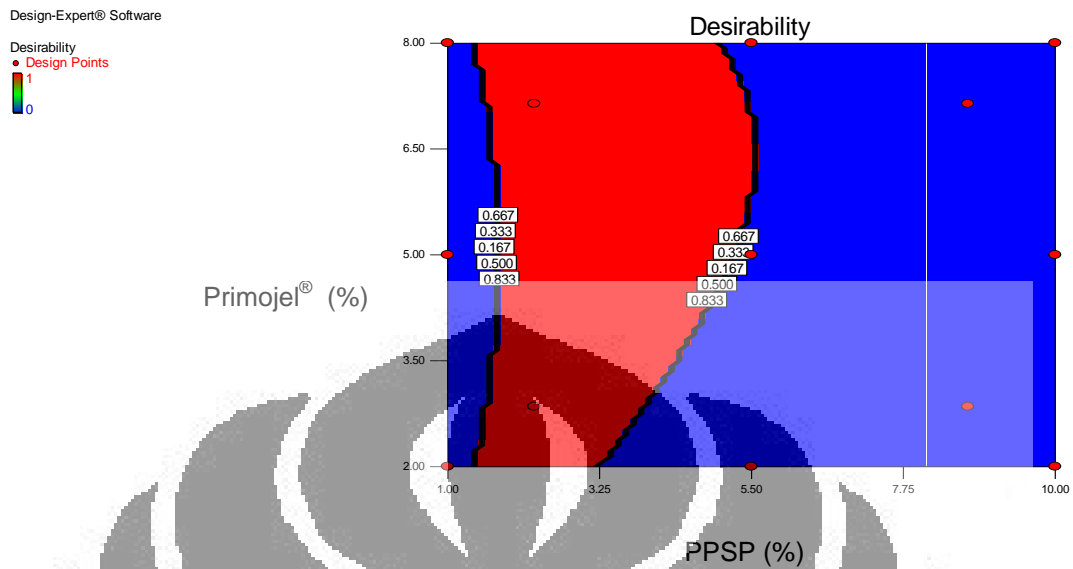 Design-Expert® Software
Desirability
Design Points
1
0
Desirability
8.00
6.50
5.00
3.50
2.00
Primojel® (%)
0.667
0.333
0.167
0.500
0.833
0.667
0.333
0.167
0.500
0.833
1.00 3.25 5.50 7.75 10.00
PPSP (%)